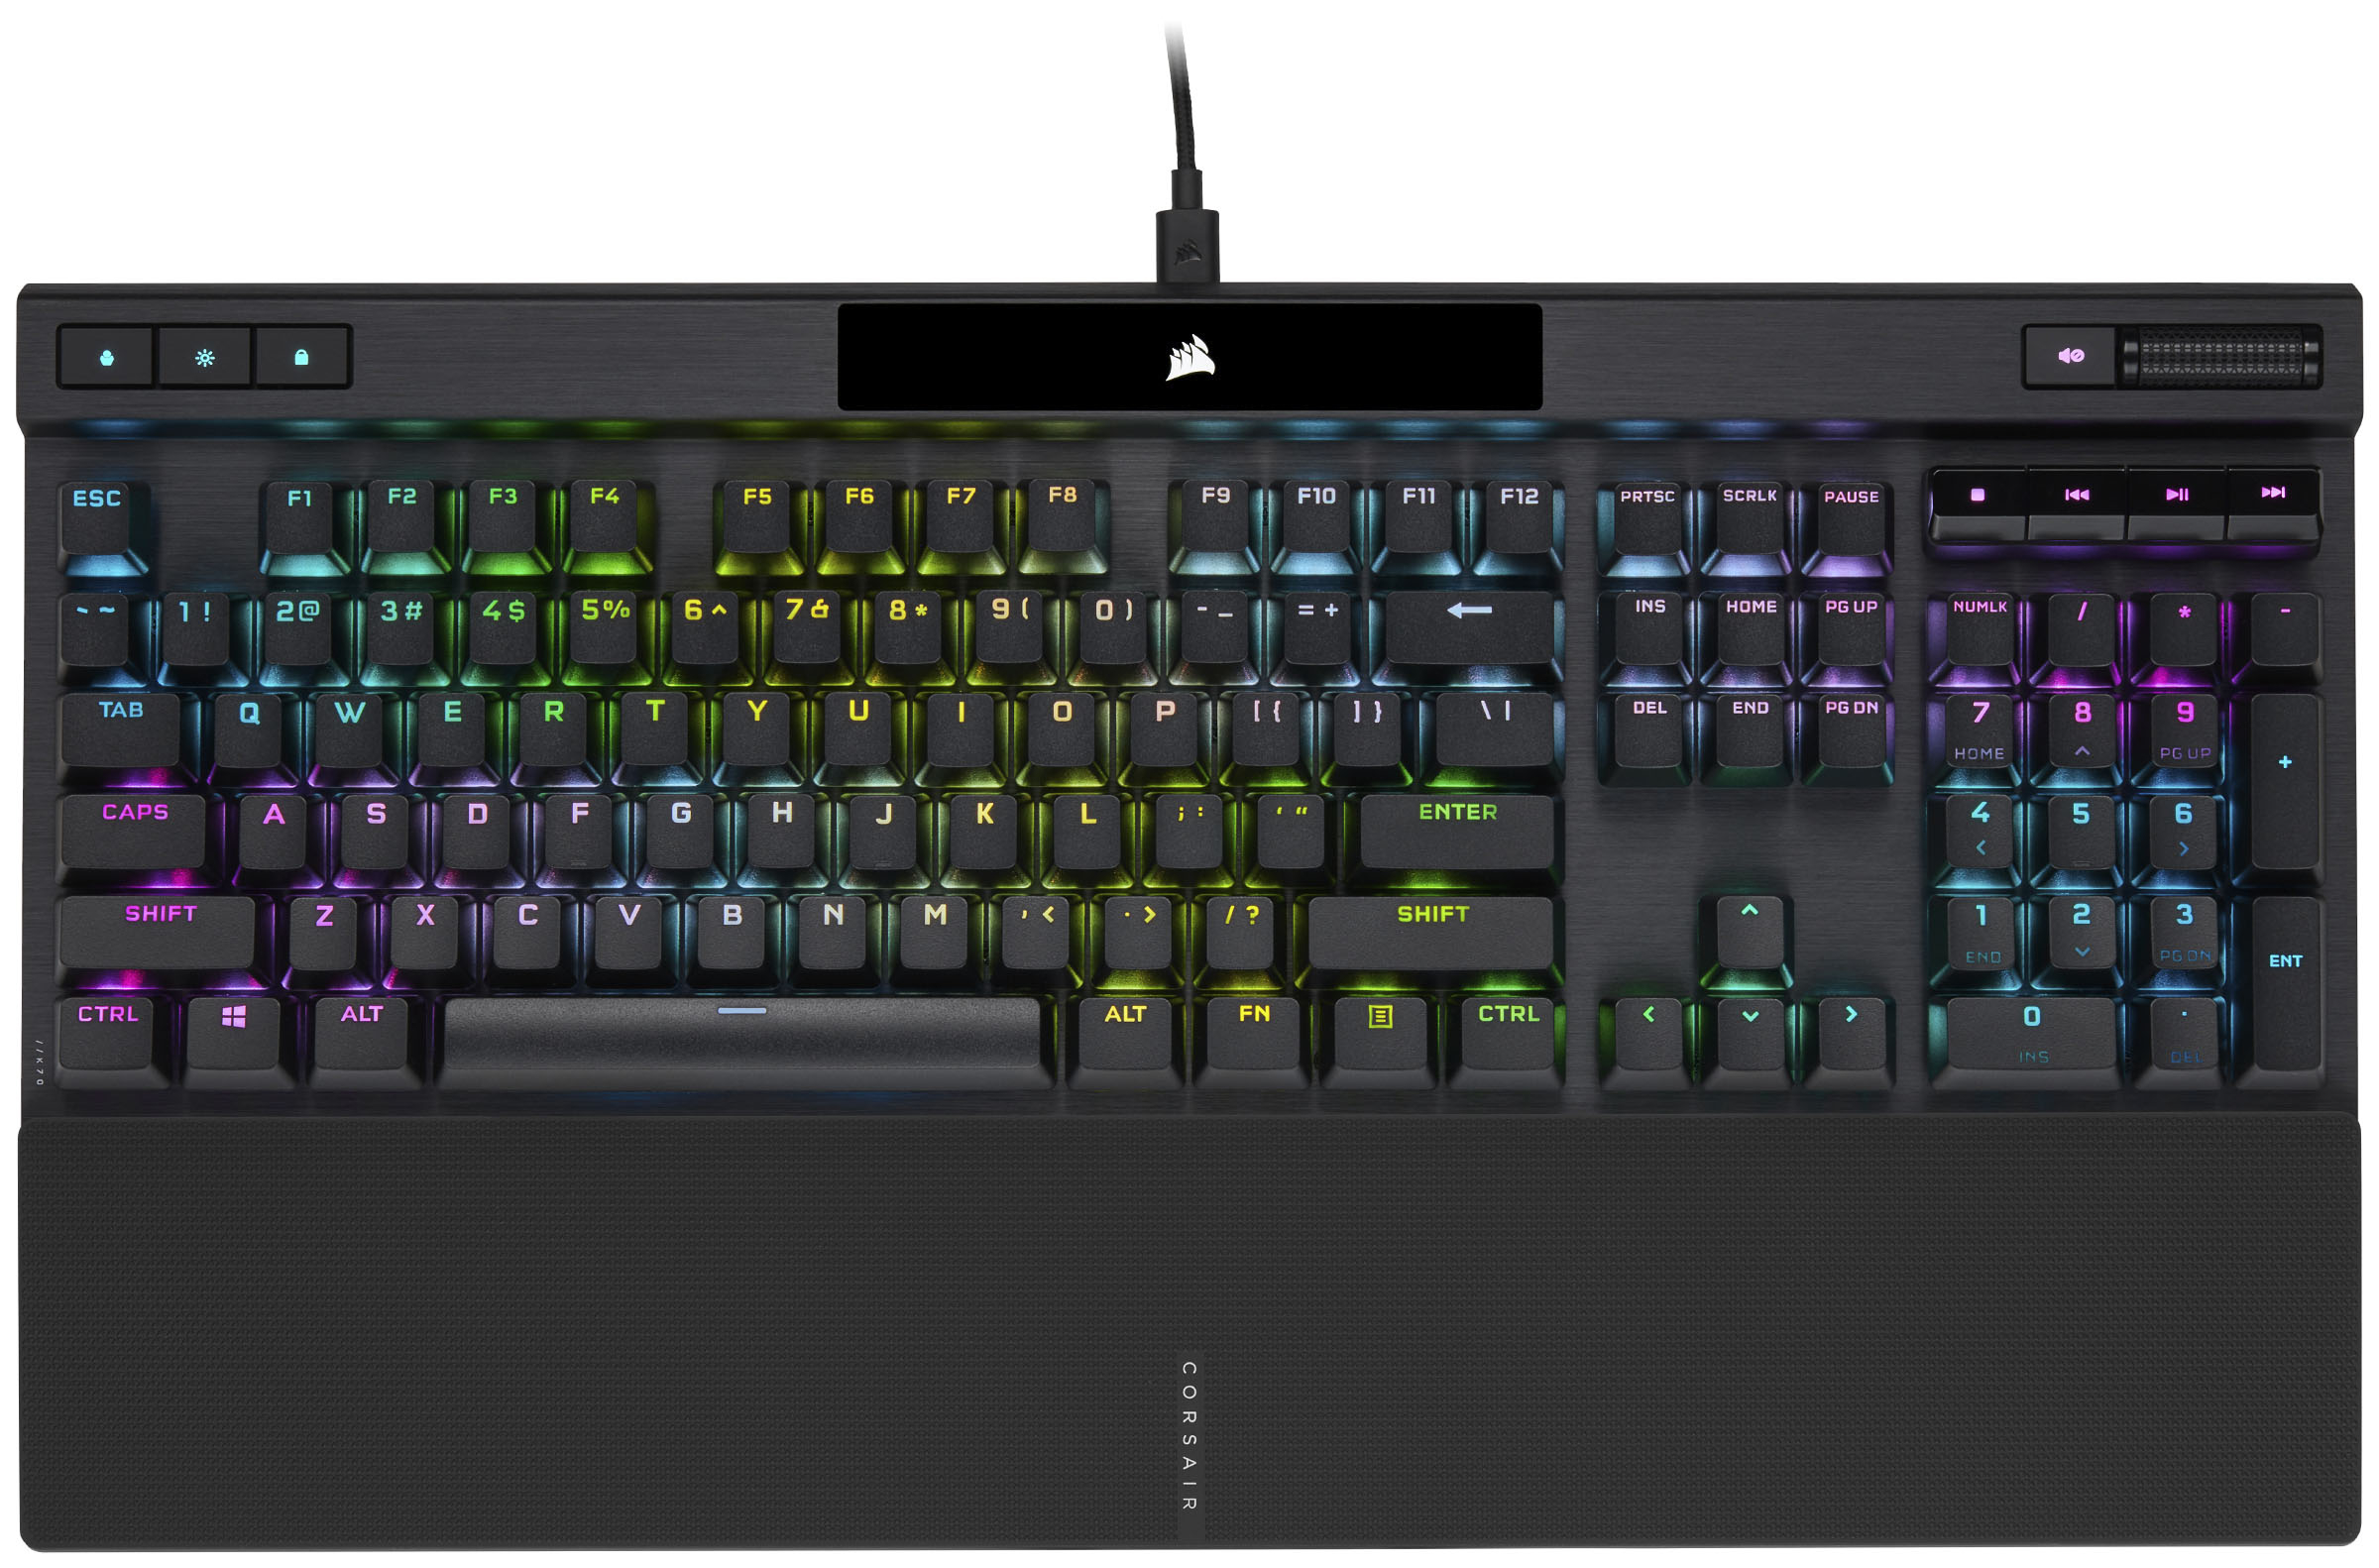 ESC F1 F2 F3 F4 F5 F6 F7 F8 F9 F10 F11 F12 PRTSC SCRLK PAUSE
` ~ 1 ! 2 @ 3 # 4 $ 5 % 6 ^ 7 & 8 * 9 ( 0 ) - _ = + ← INS HOME PG UP NUMLK / * -
TAB Q W E R T Y U I O P [ { ] } \ | DEL END PG DN 7 8 9
HOME ^ PG UP
+
CAPS A S D F G H J K L ; : ' " ENTER 4 5 6
< >
SHIFT Z X C V B N M , < . > / ? SHIFT ^ 1 2 3
END ⌄ PG DN
ENT
CTRL ALT ALT FN CTRL < ⌄ > 0 .
INS DEL
//K70
CORSAIR